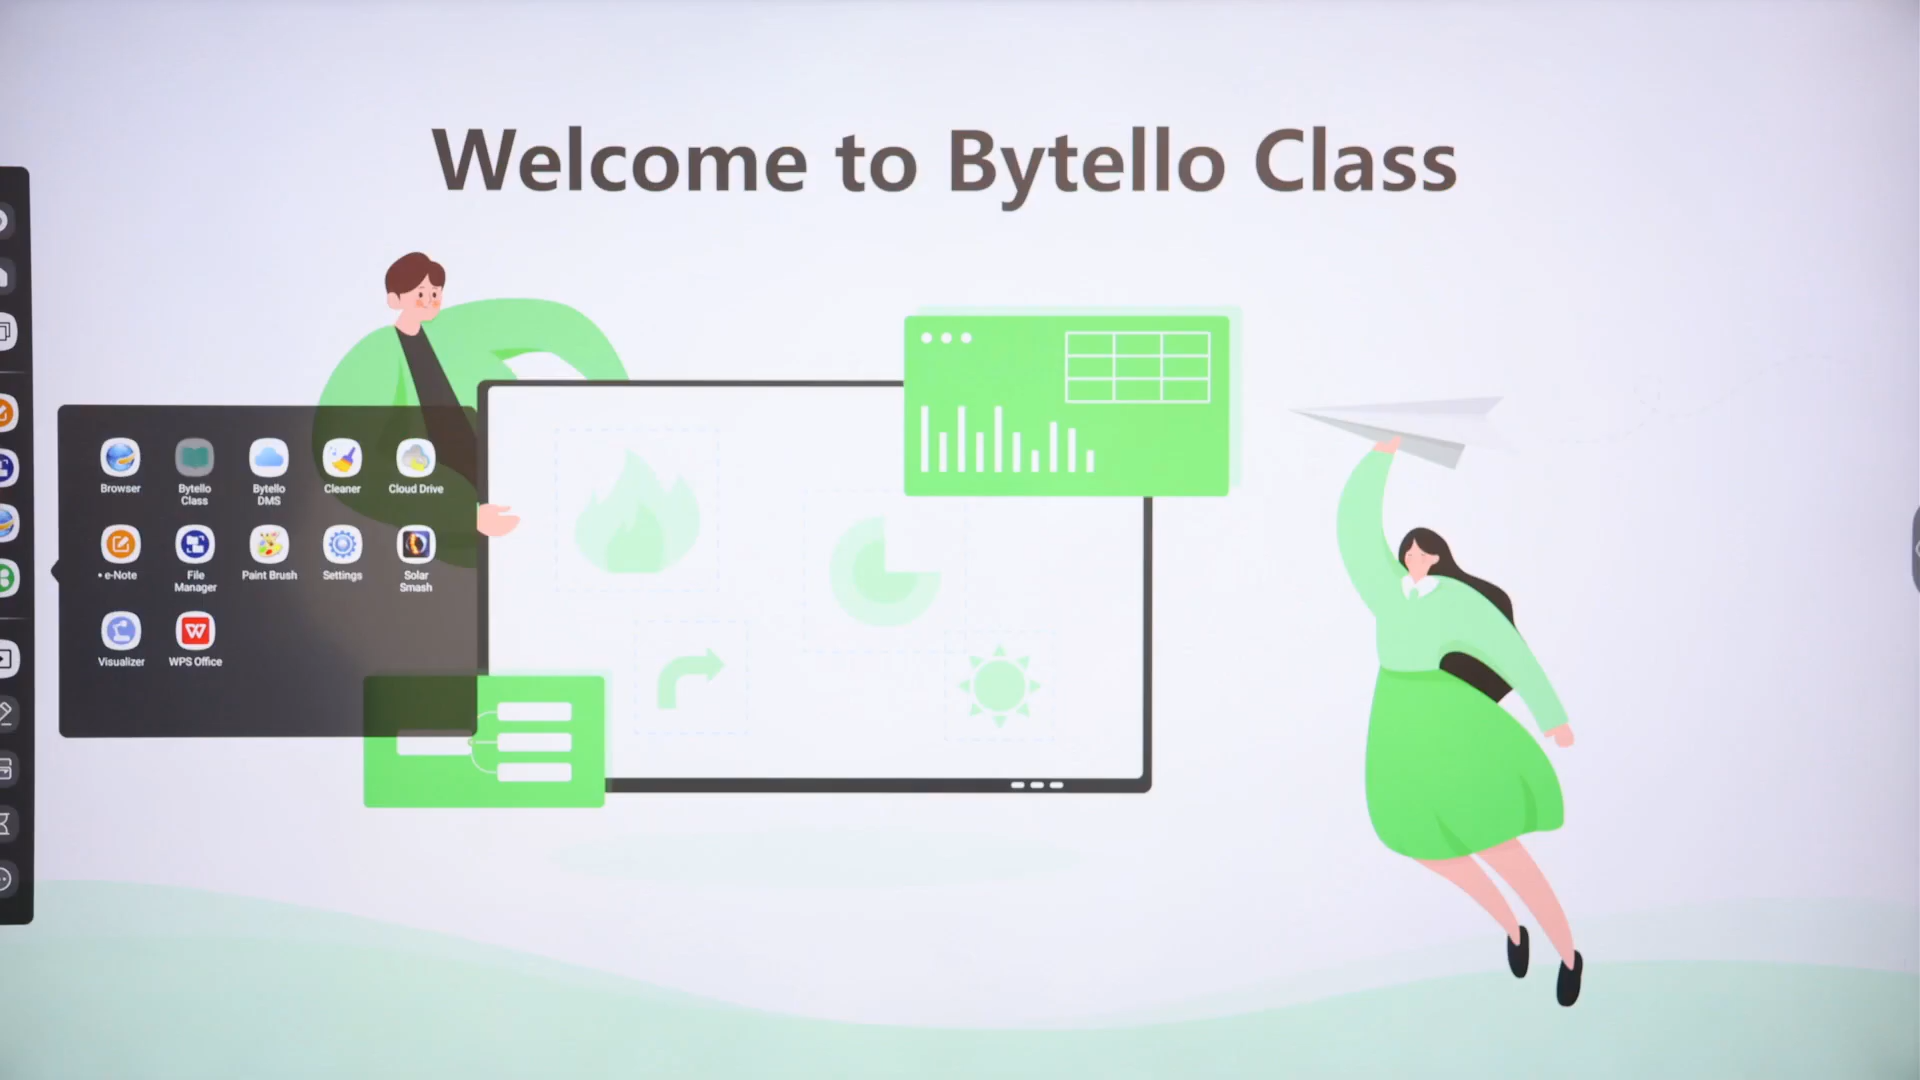 Welcome to Bytello Class
Browser
Bytello
Class
Bytello
DMS
Cleaner
Cloud Drive
• e-Note
File
Manager
Paint Brush
Settings
Solar
Smash
Visualizer
WPS Office